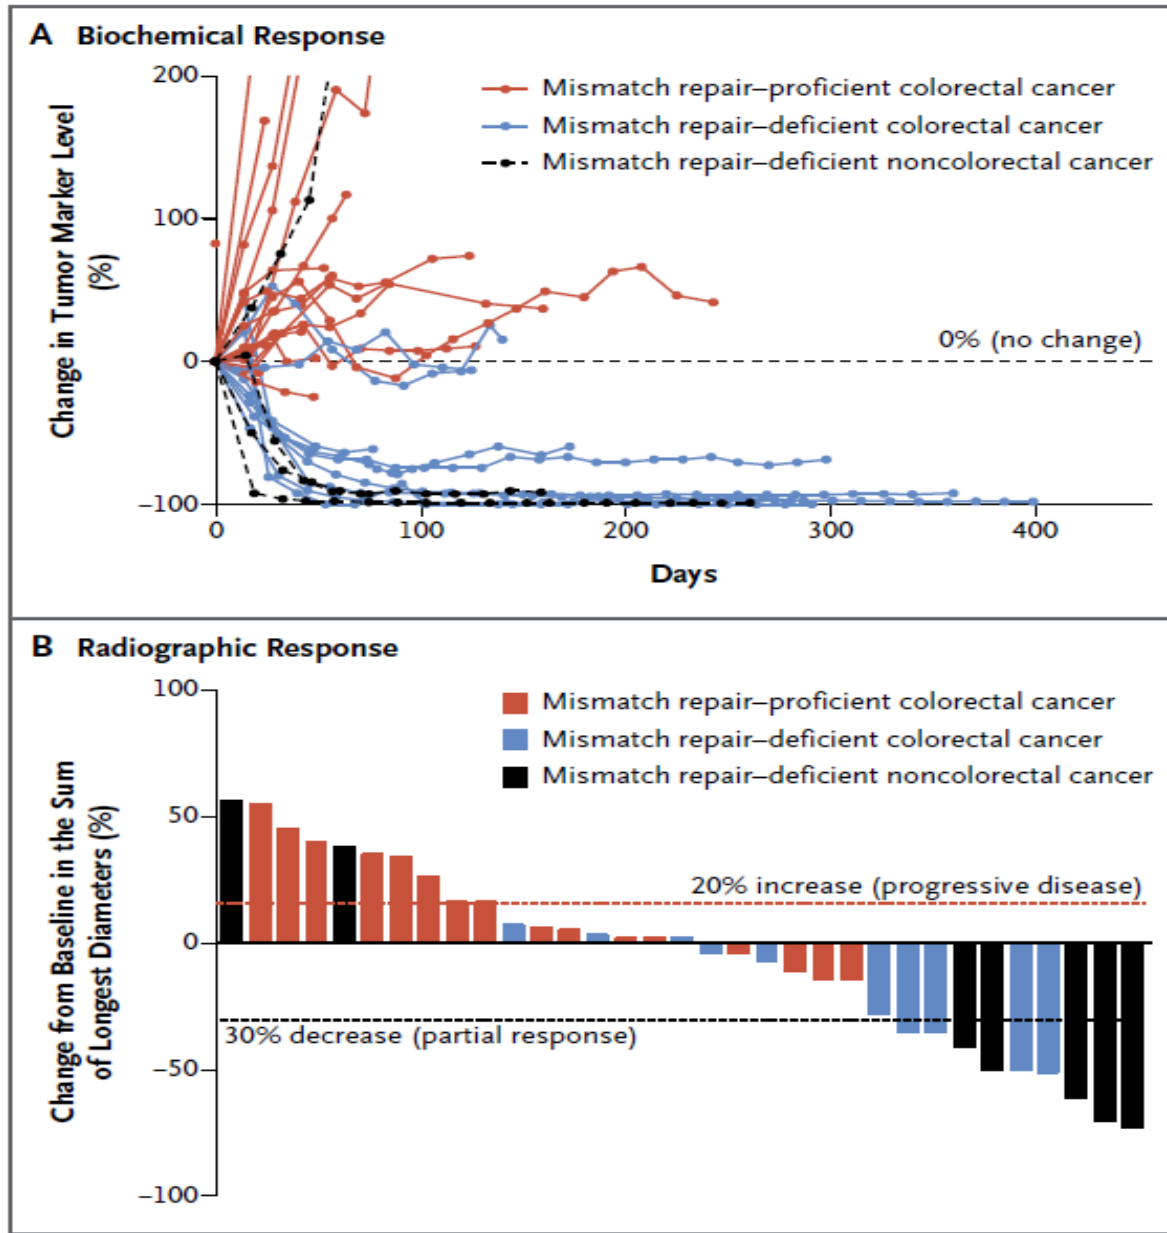 A Biochemical Response
200
100
0
−100
Change in Tumor Marker Level
(%)
Mismatch repair–proficient colorectal cancer
Mismatch repair–deficient colorectal cancer
Mismatch repair–deficient noncolorectal cancer
0% (no change)
0 100 200 300 400
Days
B Radiographic Response
100
50
0
−50
−100
Change from Baseline in the Sum
of Longest Diameters (%)
Mismatch repair–proficient colorectal cancer
Mismatch repair–deficient colorectal cancer
Mismatch repair–deficient noncolorectal cancer
20% increase (progressive disease)
30% decrease (partial response)